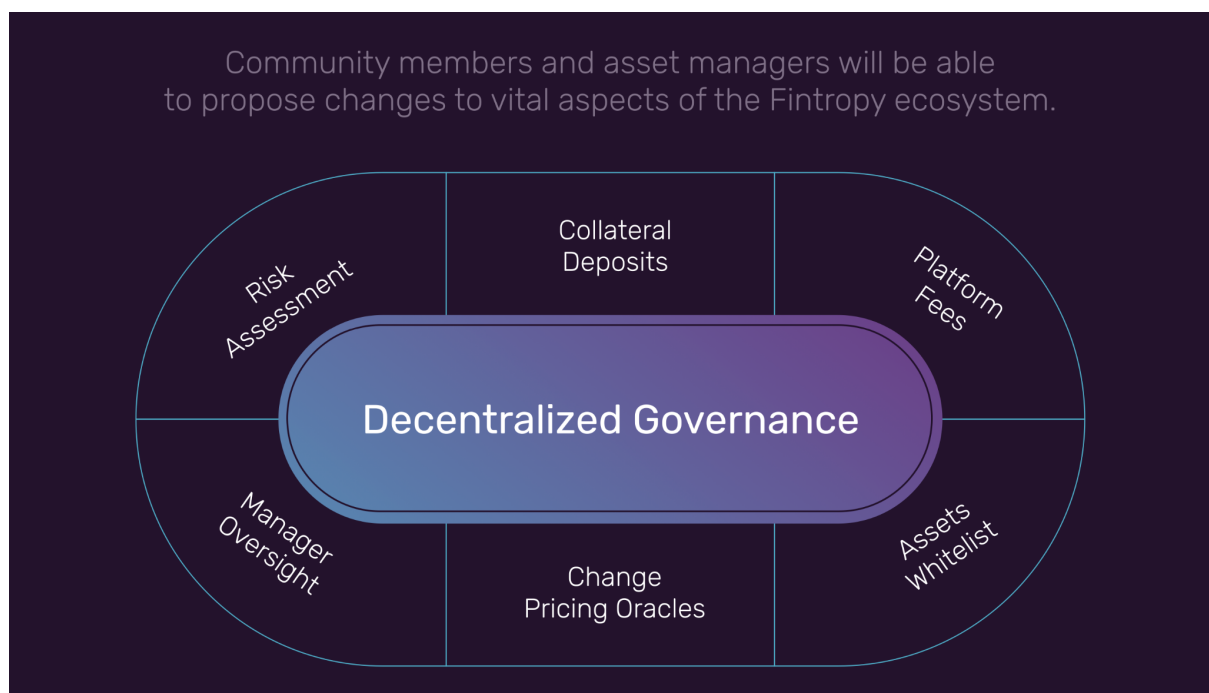 Community members and asset managers will be able
to propose changes to vital aspects of the Fintropy ecosystem.
Risk
Assessment
Collateral
Deposits
Platform
Fees
Decentralized Governance
Manager
Oversight
Change
Pricing Oracles
Assets
Whitelist